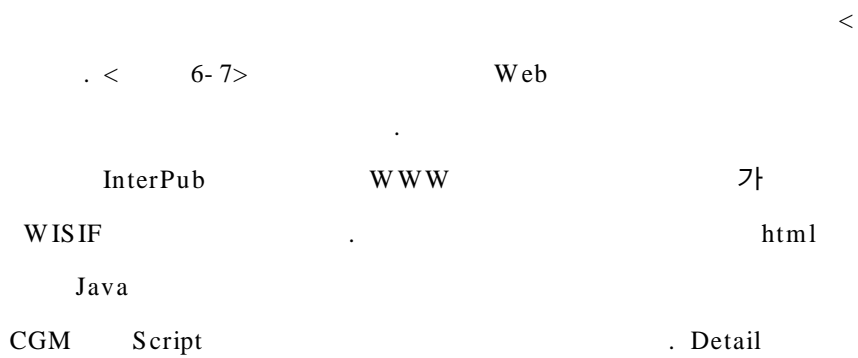 <
. < 6- 7> Web
.
InterPub WWW 가
WISIF . html
Java
CGM Script . Detail